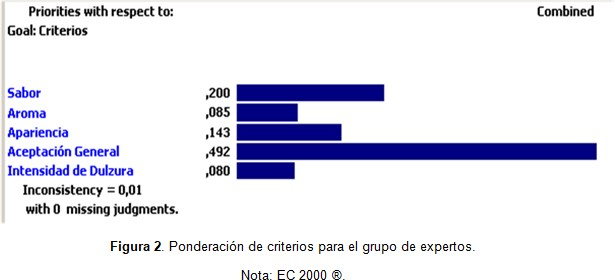 Priorities with respect to: Combined
Goal: Criterios
Sabor ,200
Aroma ,085
Apariencia ,143
Aceptación General ,492
Intensidad de Dulzura ,080
Inconsistency = 0,01
with 0 missing judgments.
Figura 2. Ponderación de criterios para el grupo de expertos.
Nota: EC 2000 ®.